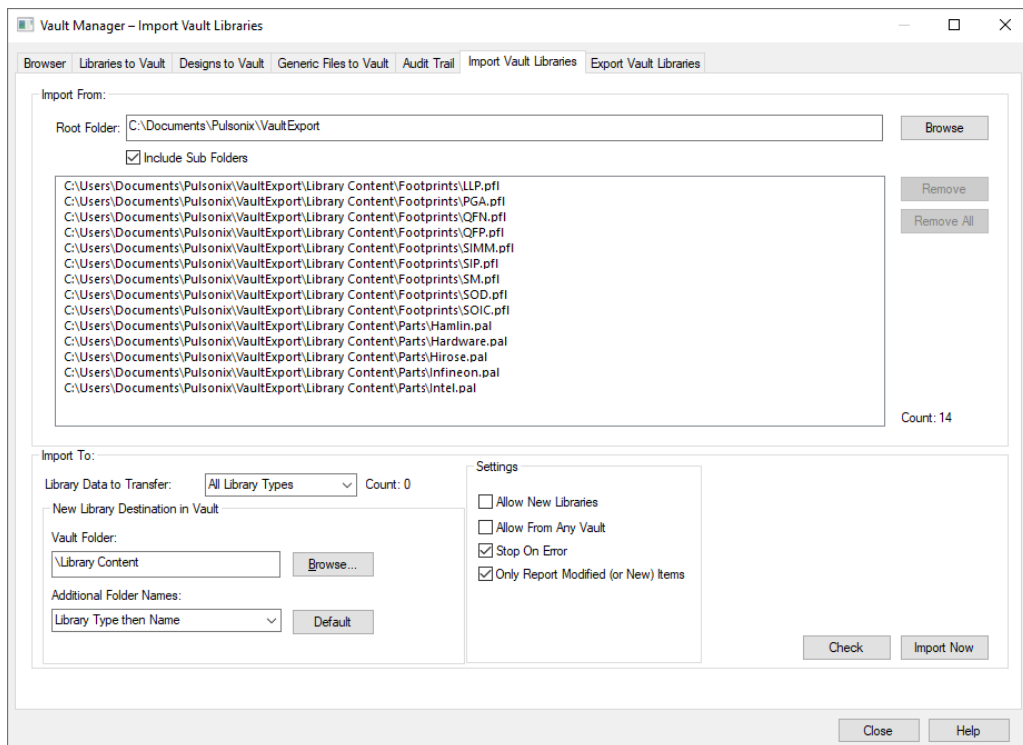 Vault Manager – Import Vault Libraries
Browser Libraries to Vault Designs to Vault Generic Files to Vault Audit Trail Import Vault Libraries Export Vault Libraries
Import From:
Root Folder: C:\Documents\Pulsonix\VaultExport Browse
Include Sub Folders
C:\Users\Documents\Pulsonix\VaultExport\Library Content\Footprints\LLP.pfl Remove
C:\Users\Documents\Pulsonix\VaultExport\Library Content\Footprints\PGA.pfl
C:\Users\Documents\Pulsonix\VaultExport\Library Content\Footprints\QFN.pfl Remove All
C:\Users\Documents\Pulsonix\VaultExport\Library Content\Footprints\QFP.pfl
C:\Users\Documents\Pulsonix\VaultExport\Library Content\Footprints\SIMM.pfl
C:\Users\Documents\Pulsonix\VaultExport\Library Content\Footprints\SIP.pfl
C:\Users\Documents\Pulsonix\VaultExport\Library Content\Footprints\SM.pfl
C:\Users\Documents\Pulsonix\VaultExport\Library Content\Footprints\SOD.pfl
C:\Users\Documents\Pulsonix\VaultExport\Library Content\Footprints\SOIC.pfl
C:\Users\Documents\Pulsonix\VaultExport\Library Content\Parts\Hamlin.pal
C:\Users\Documents\Pulsonix\VaultExport\Library Content\Parts\Hardware.pal
C:\Users\Documents\Pulsonix\VaultExport\Library Content\Parts\Hirose.pal
C:\Users\Documents\Pulsonix\VaultExport\Library Content\Parts\Infineon.pal
C:\Users\Documents\Pulsonix\VaultExport\Library Content\Parts\Intel.pal
Count: 14
Import To:
Library Data to Transfer: All Library Types Count: 0
New Library Destination in Vault
Vault Folder:
\Library Content Browse...
Additional Folder Names:
Library Type then Name Default
Settings
Allow New Libraries
Allow From Any Vault
Stop On Error
Only Report Modified (or New) Items
Check Import Now
Close Help